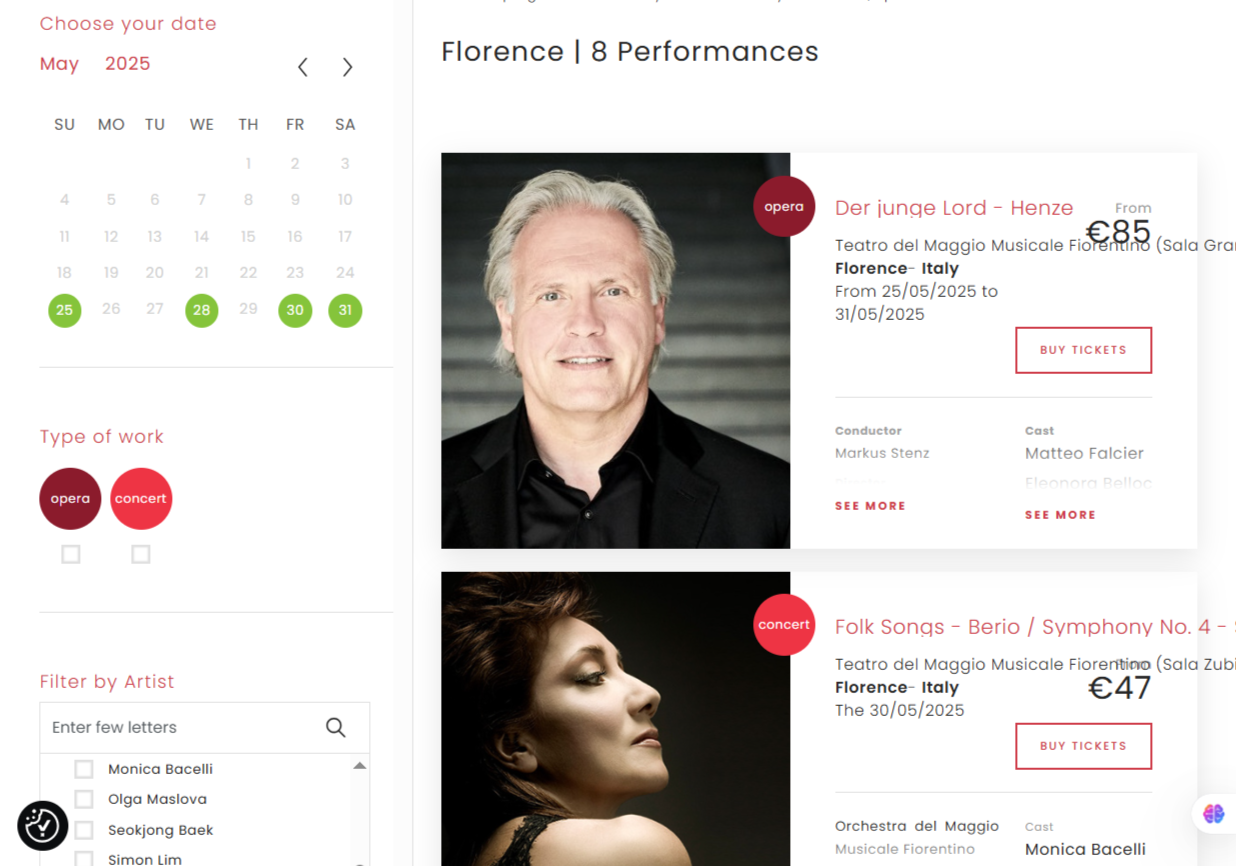 Choose your date
May 2025
SU MO TU WE TH FR SA
1 2 3
4 5 6 7 8 9 10
11 12 13 14 15 16 17
18 19 20 21 22 23 24
25 26 27 28 29 30 31
Type of work
opera concert
Filter by Artist
Enter few letters
Monica Bacelli
Olga Maslova
Seokjong Baek
Simon Lim
Florence | 8 Performances
opera
Der junge Lord - Henze
From
€85
Teatro del Maggio Musicale Fiorentino (Sala Gra
Florence- Italy
From 25/05/2025 to
31/05/2025
BUY TICKETS
Conductor
Markus Stenz
SEE MORE
Cast
Matteo Falcier
Eleonora Belloc
SEE MORE
concert
Folk Songs - Berio / Symphony No. 4 -
Teatro del Maggio Musicale Fiorentino (Sala Zubi
From
€47
Florence- Italy
The 30/05/2025
BUY TICKETS
Orchestra del Maggio
Musicale Fiorentino
Cast
Monica Bacelli